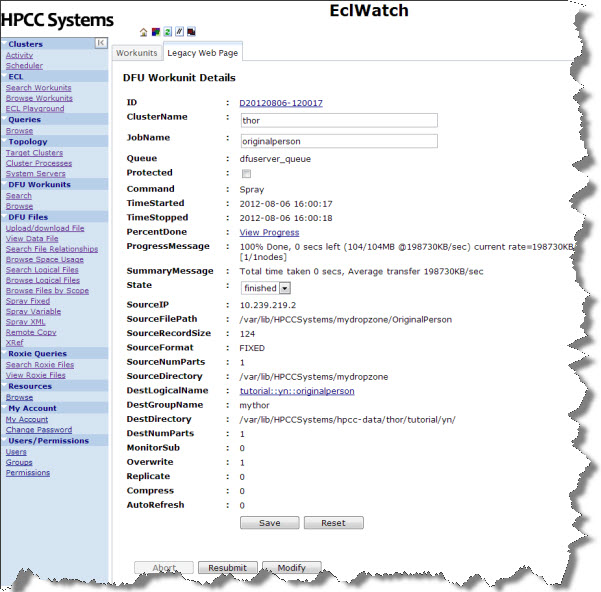 HPCC Systems
EclWatch
Clusters
Activity
Scheduler
ECL
Search Workunits
Browse Workunits
ECL Playground
Queries
Browse
Topology
Target Clusters
Cluster Processes
System Servers
DFU Workunits
Search
Browse
DFU Files
Upload/download File
View Data File
Search File Relationships
Browse Space Usage
Search Logical Files
Browse Logical Files
Browse Files by Scope
Spray Fixed
Spray Variable
Spray XML
Remote Copy
XRef
Roxie Queries
Search Roxie Files
View Roxie Files
Resources
Browse
My Account
My Account
Change Password
Users/Permissions
Users
Groups
Permissions
Workunits Legacy Web Page
DFU Workunit Details
ID : D20120806-120017
ClusterName : thor
JobName : originalperson
Queue : dfuserver_queue
Protected :
Command : Spray
TimeStarted : 2012-08-06 16:00:17
TimeStopped : 2012-08-06 16:00:18
PercentDone : View Progress
ProgressMessage : 100% Done, 0 secs left (104/104MB @198730KB/sec) current rate=198730KB
[1/1nodes]
SummaryMessage : Total time taken 0 secs, Average transfer 198730KB/sec
State : finished
SourceIP : 10.239.219.2
SourceFilePath : /var/lib/HPCCSystems/mydropzone/OriginalPerson
SourceRecordSize : 124
SourceFormat : FIXED
SourceNumParts : 1
SourceDirectory : /var/lib/HPCCSystems/mydropzone
DestLogicalName : tutorial::yn::originalperson
DestGroupName : mythor
DestDirectory : /var/lib/HPCCSystems/hpcc-data/thor/tutorial/yn/
DestNumParts : 1
MonitorSub : 0
Overwrite : 1
Replicate : 0
Compress : 0
AutoRefresh : 0
Save Reset
Abort Resubmit Modify